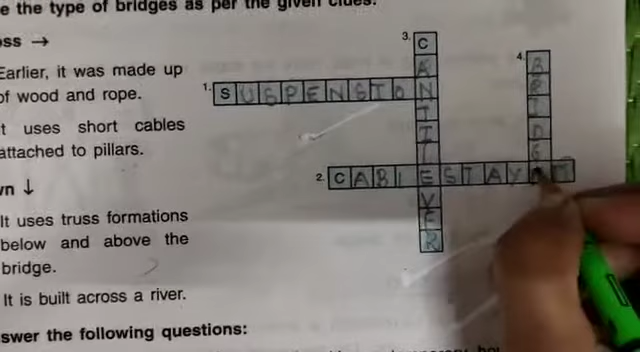 e the type of bridges as per the given clues.
oss →
Earlier, it was made up
of wood and rope.
t uses short cables
attached to pillars.
wn ↓
It uses truss formations
below and above the
bridge.
It is built across a river.
swer the following questions:
3. CANTILEVER
4. BRIDGE
1. SUSPENSION
2. CABLESTAY